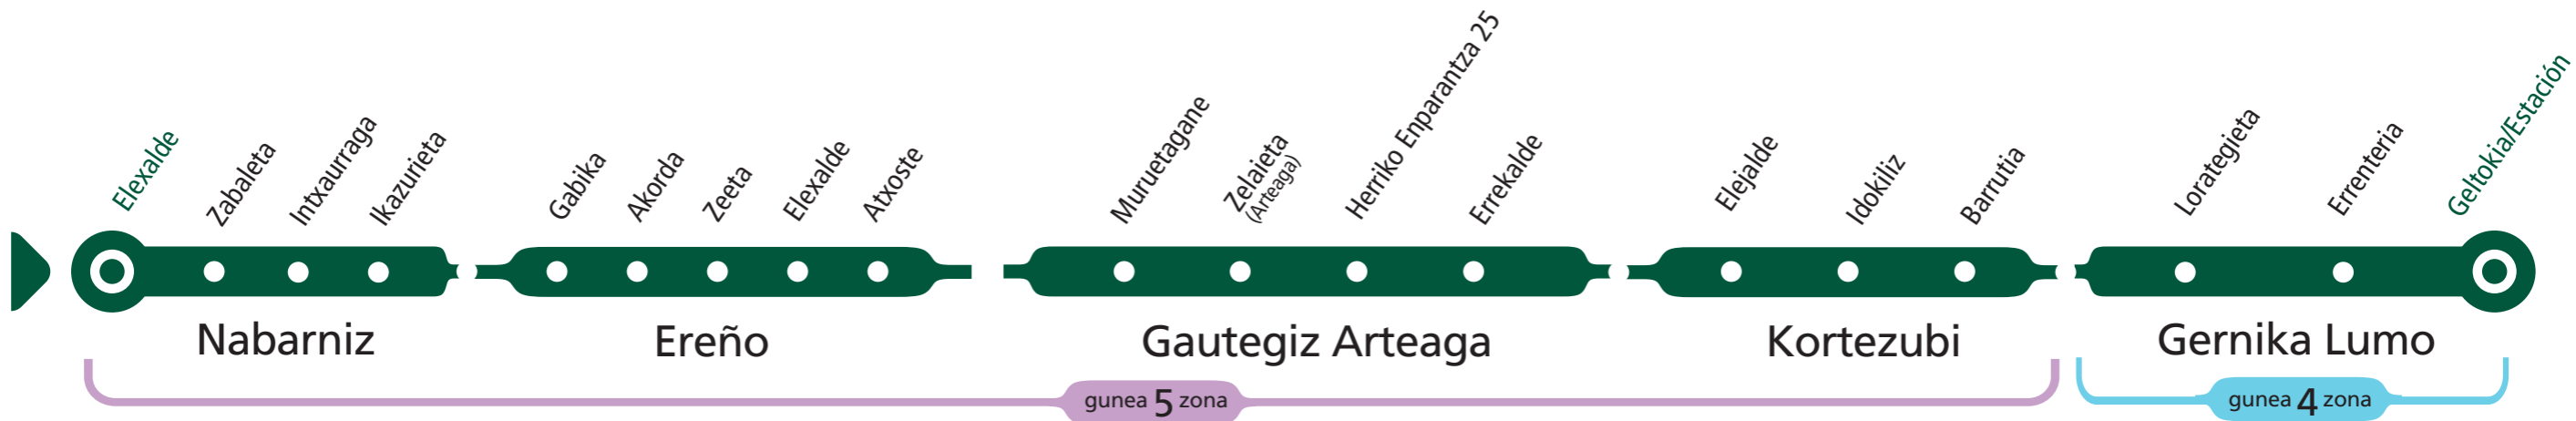 Elexalde
Zabaleta
Intxaurraga
Ikazurieta
Gabika
Akorda
Zeeta
Elexalde
Atxoste
Muruetagane
Zelaieta
(Arteaga)
Herriko Enparantza 25
Errekalde
Elejalde
Idokiliz
Barrutia
Lorategieta
Errenteria
Geltokia/Estación
Nabarniz
Ereño
Gautegiz Arteaga
Kortezubi
Gernika Lumo
gunea 5 zona
gunea 4 zona